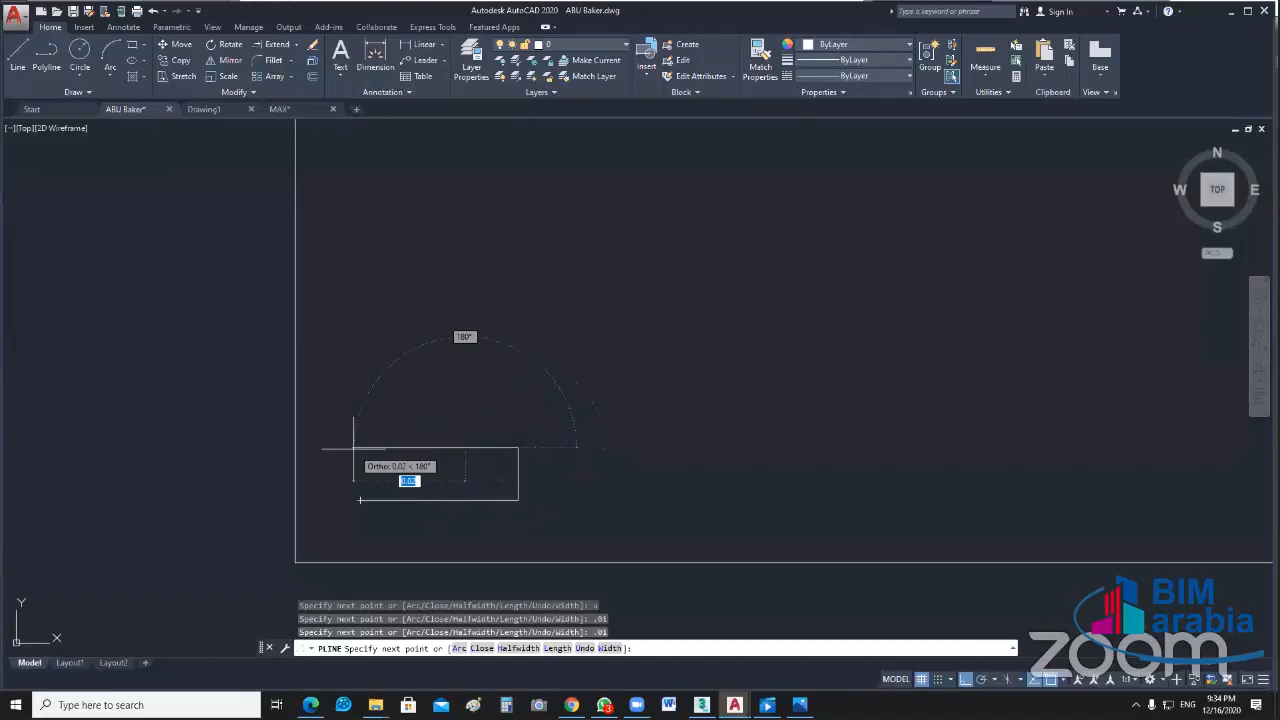 Autodesk AutoCAD 2020 ABU Baker.dwg
Type a keyword or phrase
Sign In
Home Insert Annotate Parametric View Manage Output Add-ins Collaborate Express Tools Featured Apps
Line Polyline Circle Arc
Move Rotate Extend
Copy Mirror Fillet
Stretch Scale Array
Text Dimension
Linear
Leader
Table
Layer Properties
0
Make Current
Match Layer
Insert
Create
Edit
Edit Attributes
Match Properties
ByLayer
ByLayer
ByLayer
Group
Measure
Paste
Base
Draw Modify Annotation Layers Block Properties Groups Utilities Clipboard View
Start ABU Baker* Drawing1 MAX*
[−][Top][2D Wireframe]
N
W TOP E
S
WCS
180°
Ortho: 0.02 < 180°
0.02
Specify next point or [Arc/Close/Halfwidth/Length/Undo/Width]: u
Specify next point or [Arc/Close/Halfwidth/Length/Undo/Width]: .01
Specify next point or [Arc/Close/Halfwidth/Length/Undo/Width]: .01
PLINE Specify next point or [Arc Close Halfwidth Length Undo Width]:
Y
X
Model Layout1 Layout2
MODEL 1:1
BIM
arabia
zoom
Type here to search
3
ENG
9:34 PM
12/16/2020